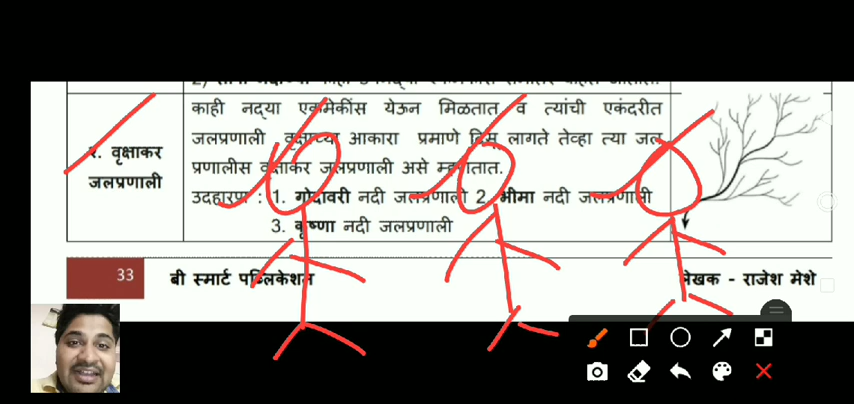 काही नद्या एकमेकींस येऊन मिळतात व त्यांची एकंदरीत
२. वृक्षाकर जलप्रणाली
जलप्रणाली वृक्षाच्या आकारा प्रमाणे दिसू लागते तेव्हा त्या जल
प्रणालीस वृक्षाकर जलप्रणाली असे म्हणतात.
उदाहरण : 1. गोदावरी नदी जलप्रणाली 2. भीमा नदी जलप्रणाली
3. कृष्णा नदी जलप्रणाली
33 बी स्मार्ट पब्लिकेशन लेखक - राजेश मेशे